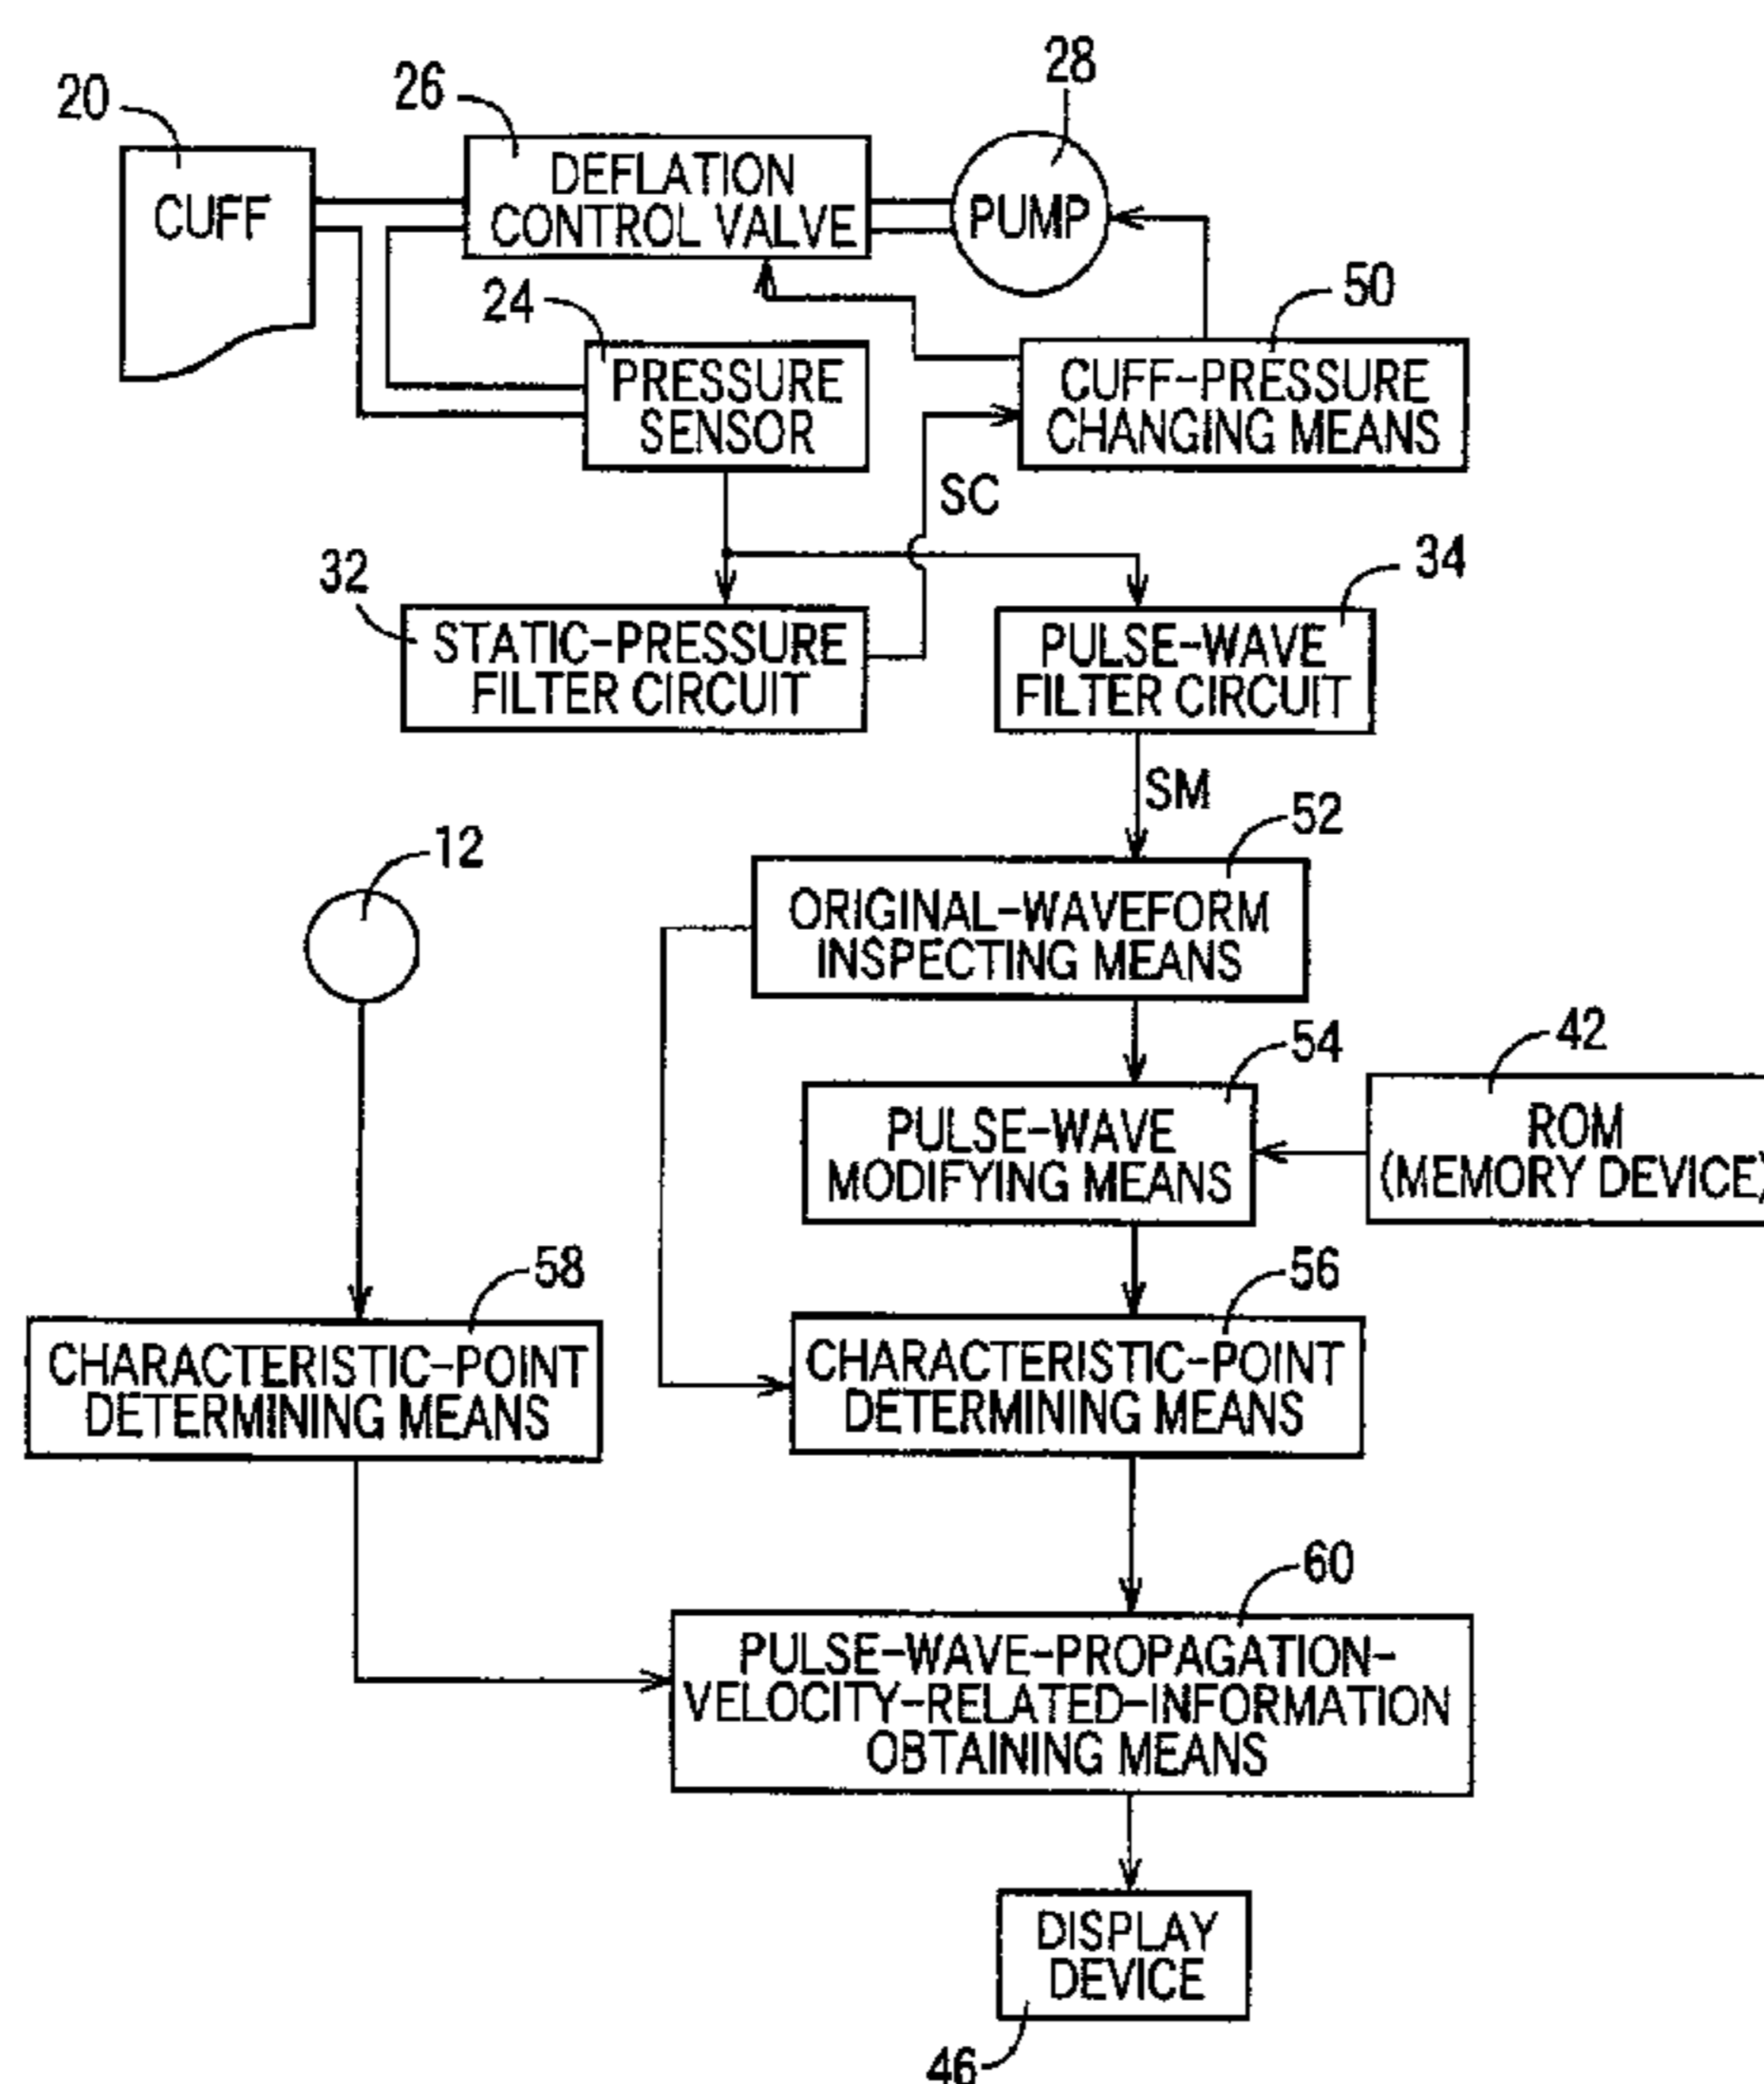 28
26
20
DEFLATION
CONTROL VALVE
CUFF
PUMP
50
24
PRESSURE
SENSOR
CUFF-PRESSURE
CHANGING MEANS
SC
32
34
STATIC-PRESSURE
FILTER CIRCUIT
PULSE-WAVE
FILTER CIRCUIT
SM
52
12
ORIGINAL-WAVEFORM
INSPECTING MEANS
54
42
PULSE-WAVE
MODIFYING MEANS
ROM
(MEMORY DEVICE)
58
56
CHARACTERISTIC-POINT
DETERMINING MEANS
CHARACTERISTIC-POINT
DETERMINING MEANS
60
PULSE-WAVE-PROPAGATION-
VELOCITY-RELATED-INFORMATION
OBTAINING MEANS
DISPLAY
DEVICE
46